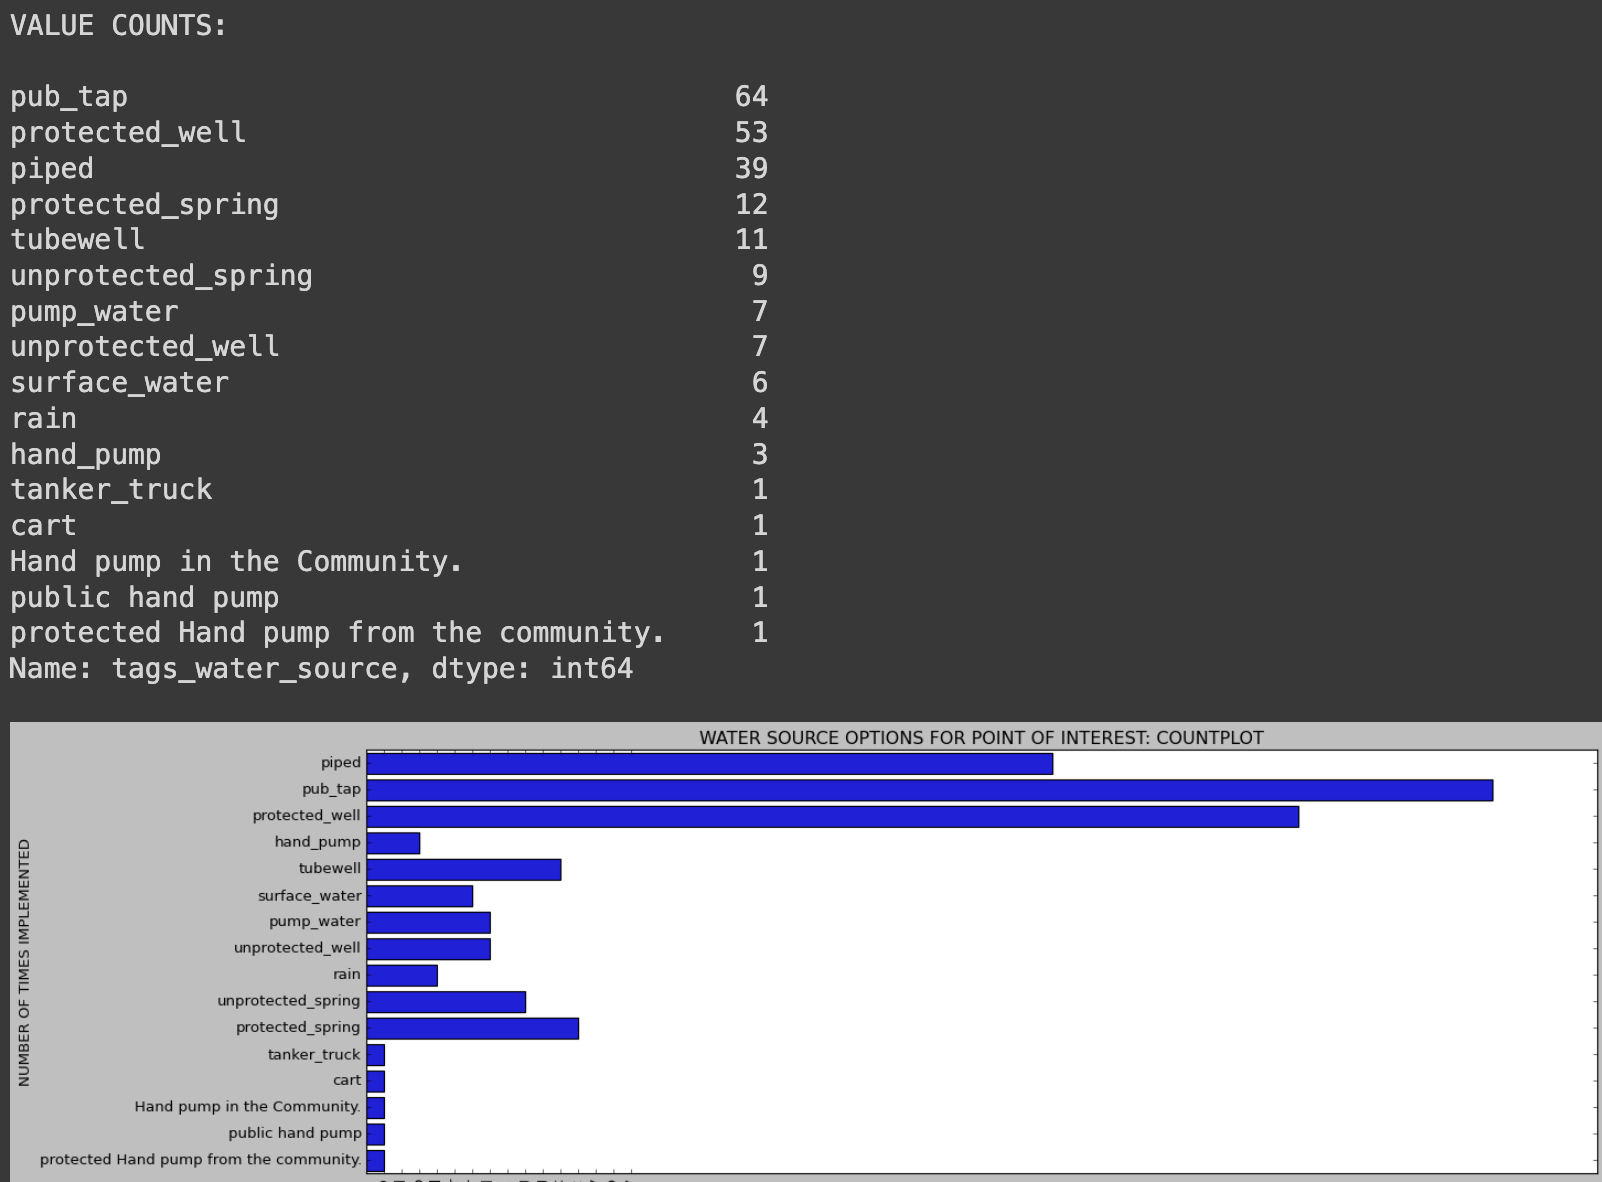 VALUE COUNTS:
pub_tap 64
protected_well 53
piped 39
protected_spring 12
tubewell 11
unprotected_spring 9
pump_water 7
unprotected_well 7
surface_water 6
rain 4
hand_pump 3
tanker_truck 1
cart 1
Hand pump in the Community. 1
public hand pump 1
protected Hand pump from the community. 1
Name: tags_water_source, dtype: int64
WATER SOURCE OPTIONS FOR POINT OF INTEREST: COUNTPLOT
NUMBER OF TIMES IMPLEMENTED
piped
pub_tap
protected_well
hand_pump
tubewell
surface_water
pump_water
unprotected_well
rain
unprotected_spring
protected_spring
tanker_truck
cart
Hand pump in the Community.
public hand pump
protected Hand pump from the community.